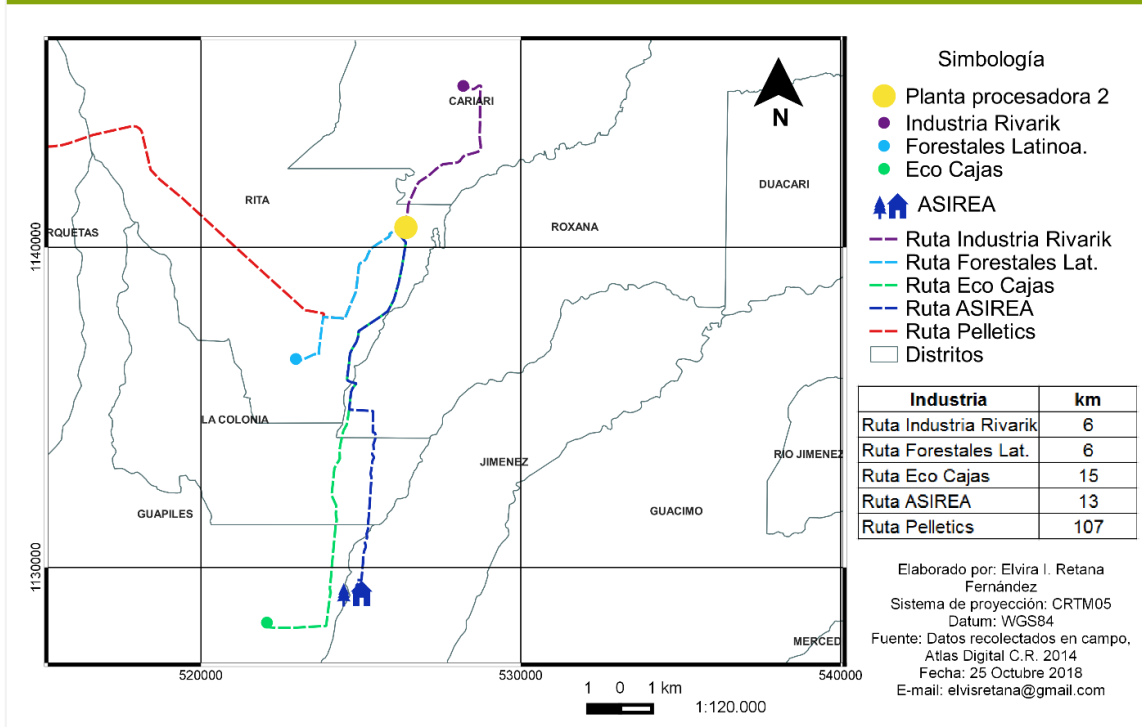 CARIARI
RITA
DUACARI
RQUETAS
ROXANA
LA COLONIA
JIMENEZ
RIO JIMENEZ
GUAPILES
GUACIMO
MERCED
1140000
1130000
520000
530000
540000
1 0 1 km
1:120.000
N
Simbología
Planta procesadora 2
Industria Rivarik
Forestales Latinoa.
Eco Cajas
ASIREA
Ruta Industria Rivarik
Ruta Forestales Lat.
Ruta Eco Cajas
Ruta ASIREA
Ruta Pelletics
Distritos
Industria km
Ruta Industria Rivarik 6
Ruta Forestales Lat. 6
Ruta Eco Cajas 15
Ruta ASIREA 13
Ruta Pelletics 107
Elaborado por: Elvira I. Retana
Fernández
Sistema de proyección: CRTM05
Datum: WGS84
Fuente: Datos recolectados en campo,
Atlas Digital C.R. 2014
Fecha: 25 Octubre 2018
E-mail: elvisretana@gmail.com